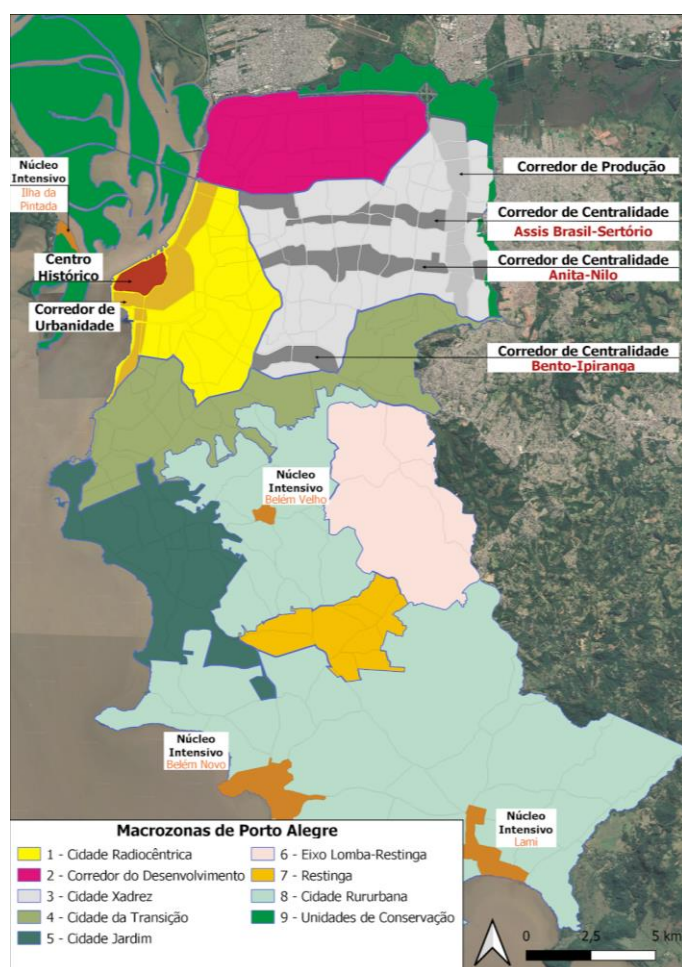 Núcleo
Intensivo
Ilha da
Pintada
Corredor de Produção
Corredor de Centralidade
Assis Brasil-Sertório
Centro
Histórico
Corredor de Centralidade
Anita-Nilo
Corredor de
Urbanidade
Corredor de Centralidade
Bento-Ipiranga
Núcleo
Intensivo
Belém Velho
Núcleo
Intensivo
Belém Novo
Núcleo
Intensivo
Lami
Macrozonas de Porto Alegre
1 - Cidade Radiocêntrica
2 - Corredor do Desenvolvimento
3 - Cidade Xadrez
4 - Cidade da Transição
5 - Cidade Jardim
6 - Eixo Lomba-Restinga
7 - Restinga
8 - Cidade Rururbana
9 - Unidades de Conservação
0 2,5 5 km